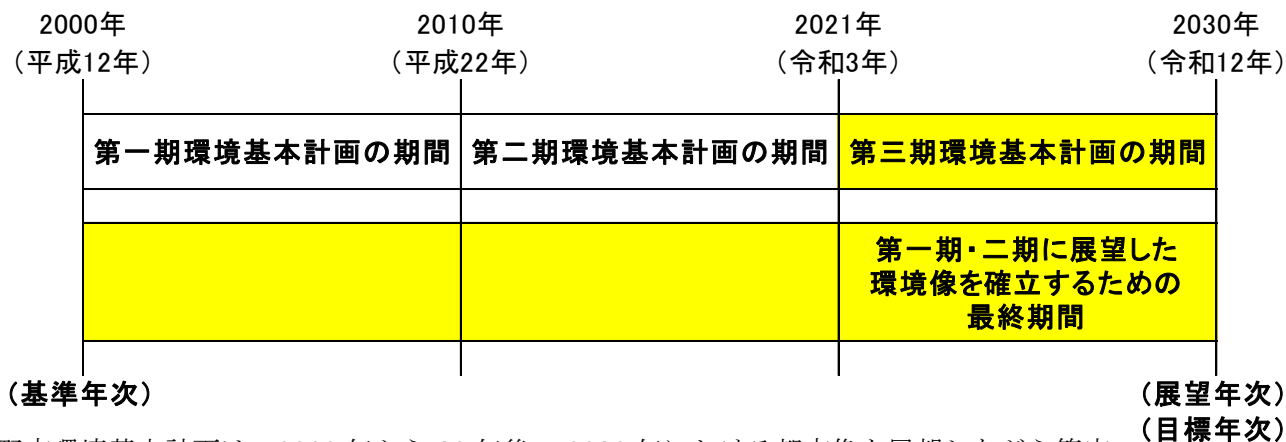 2000年 2010年 2021年 2030年
（平成12年） （平成22年） （令和3年） （令和12年）
第一期環境基本計画の期間 第二期環境基本計画の期間 第三期環境基本計画の期間
第一期・二期に展望した
環境像を確立するための
最終期間
（基準年次） （展望年次）
（目標年次）